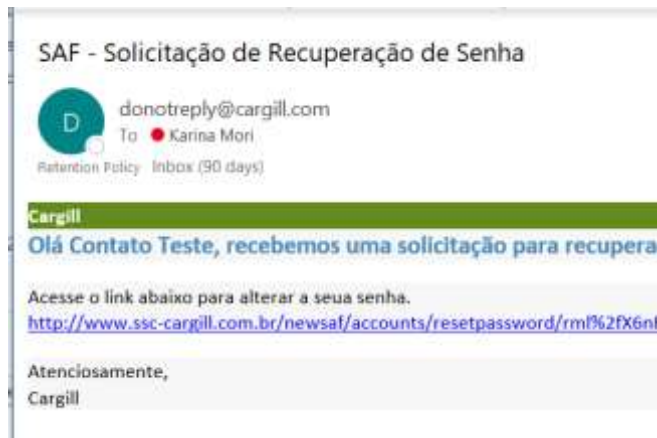 SAF - Solicitação de Recuperação de Senha
D
donotreply@cargill.com
To Karina Mori
Retention Policy Inbox (90 days)
Cargill
Olá Contato Teste, recebemos uma solicitação para recupera
Acesse o link abaixo para alterar a seua senha.
http://www.ssc-cargill.com.br/newsaf/accounts/resetpassword/rml%2fX6n
Atenciosamente,
Cargill